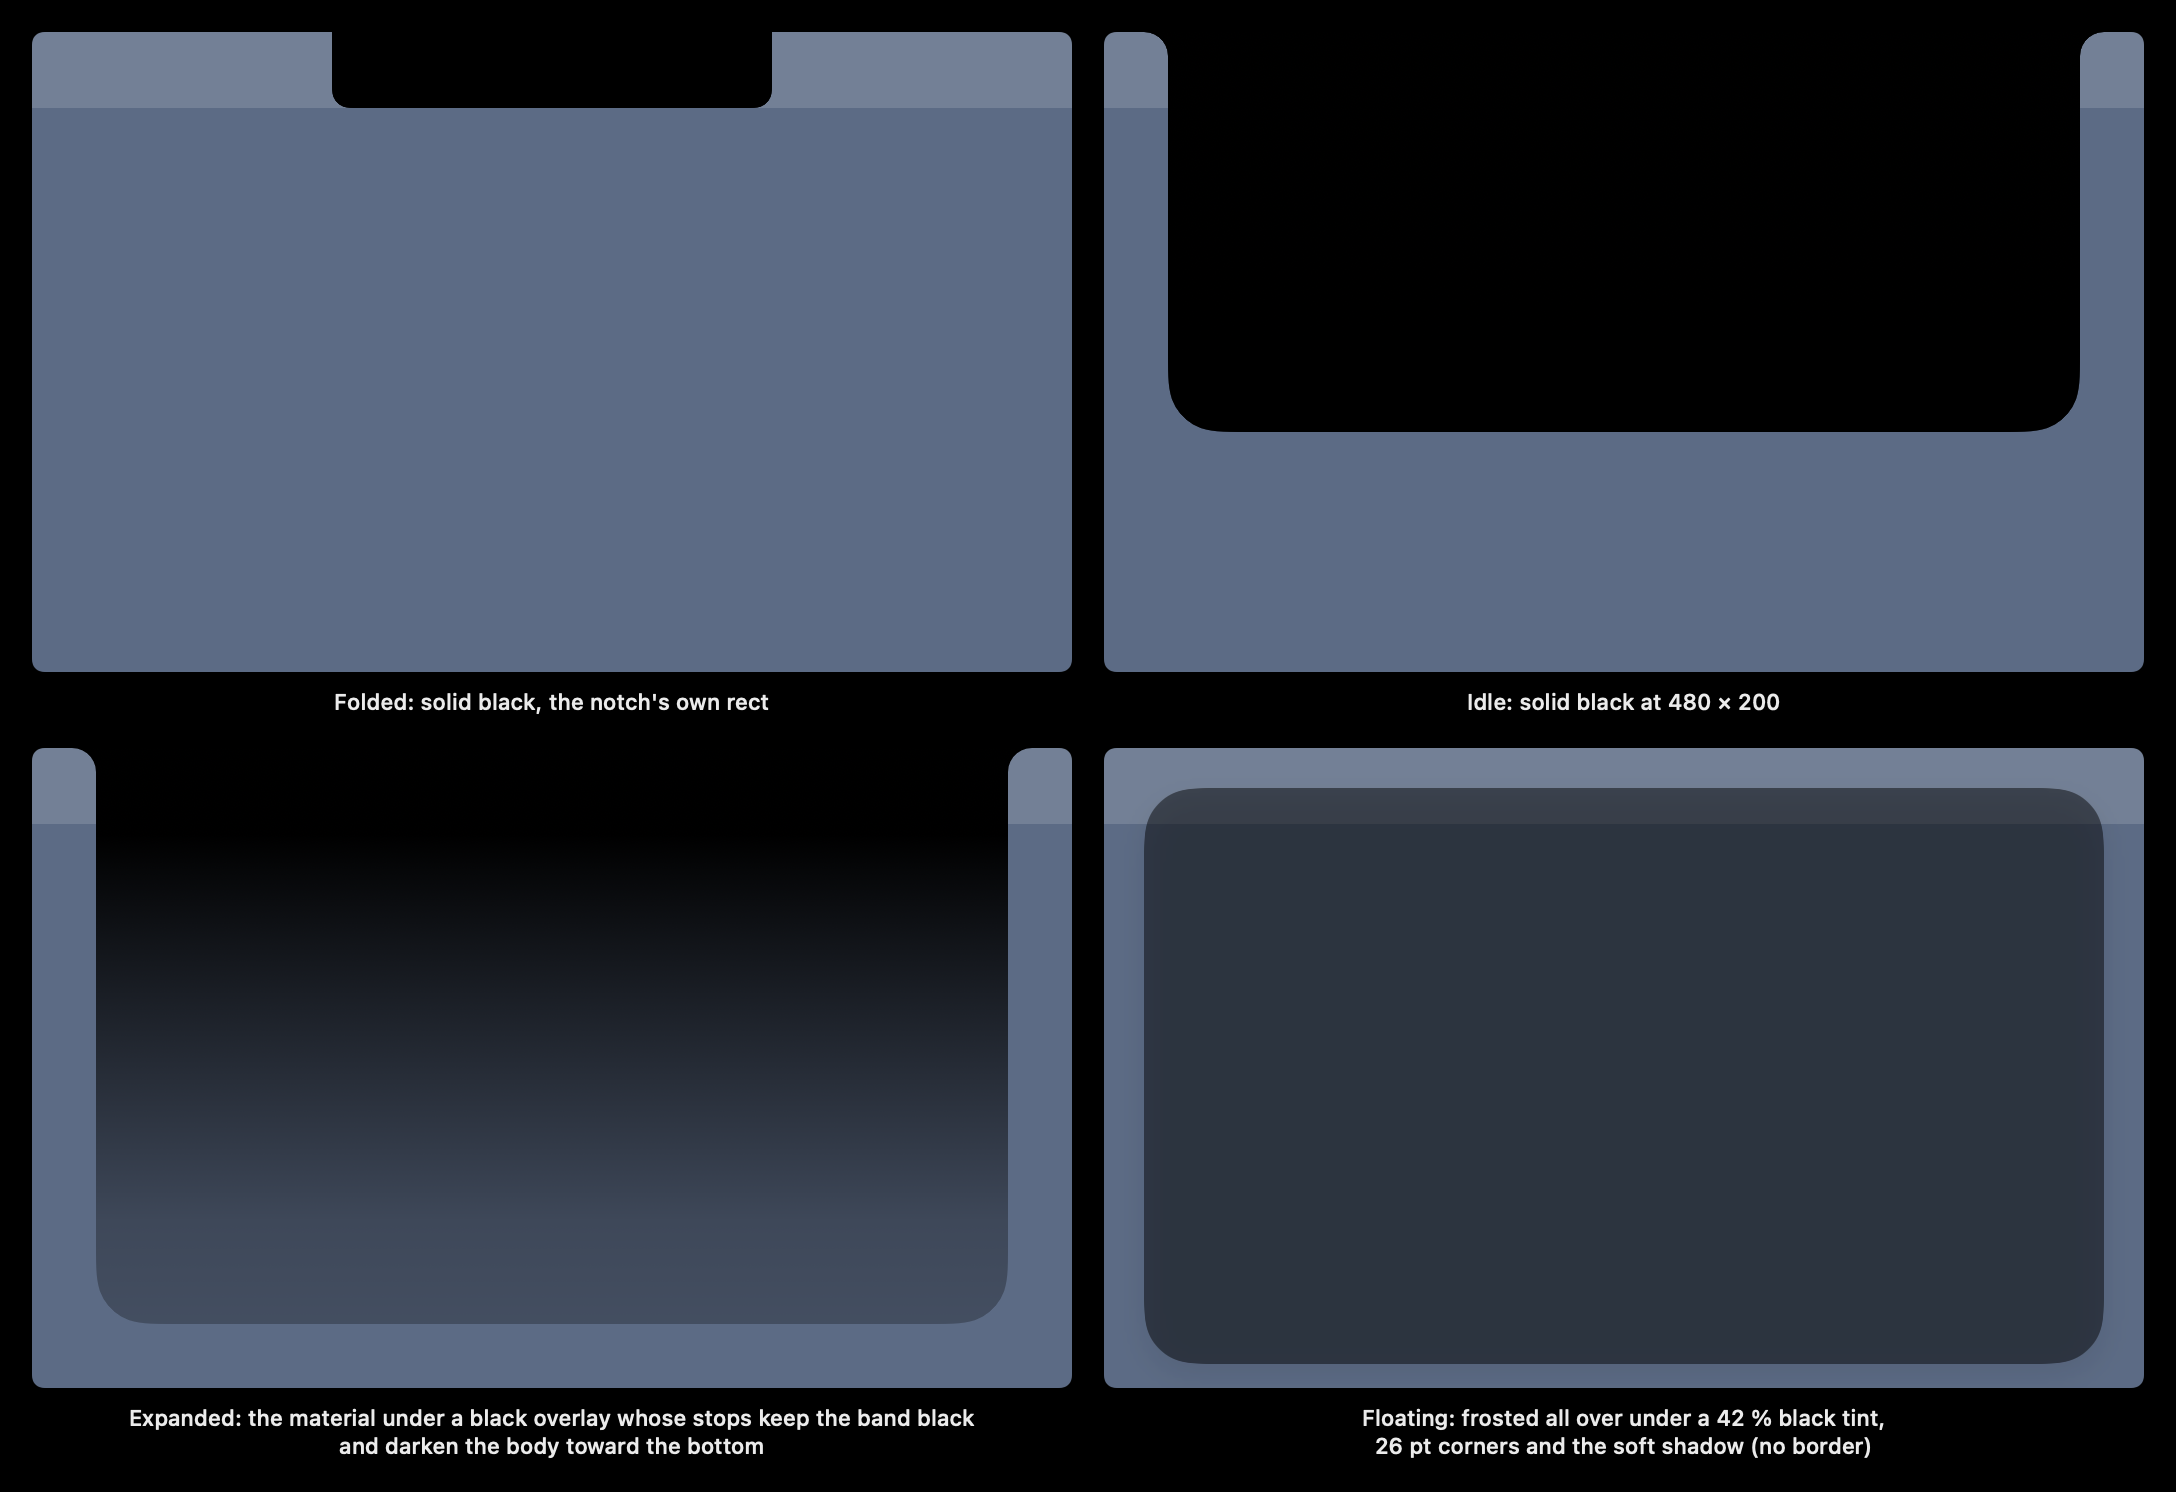 Folded: solid black, the notch's own rect
Idle: solid black at 480 × 200
Expanded: the material under a black overlay whose stops keep the band black
and darken the body toward the bottom
Floating: frosted all over under a 42 % black tint,
26 pt corners and the soft shadow (no border)